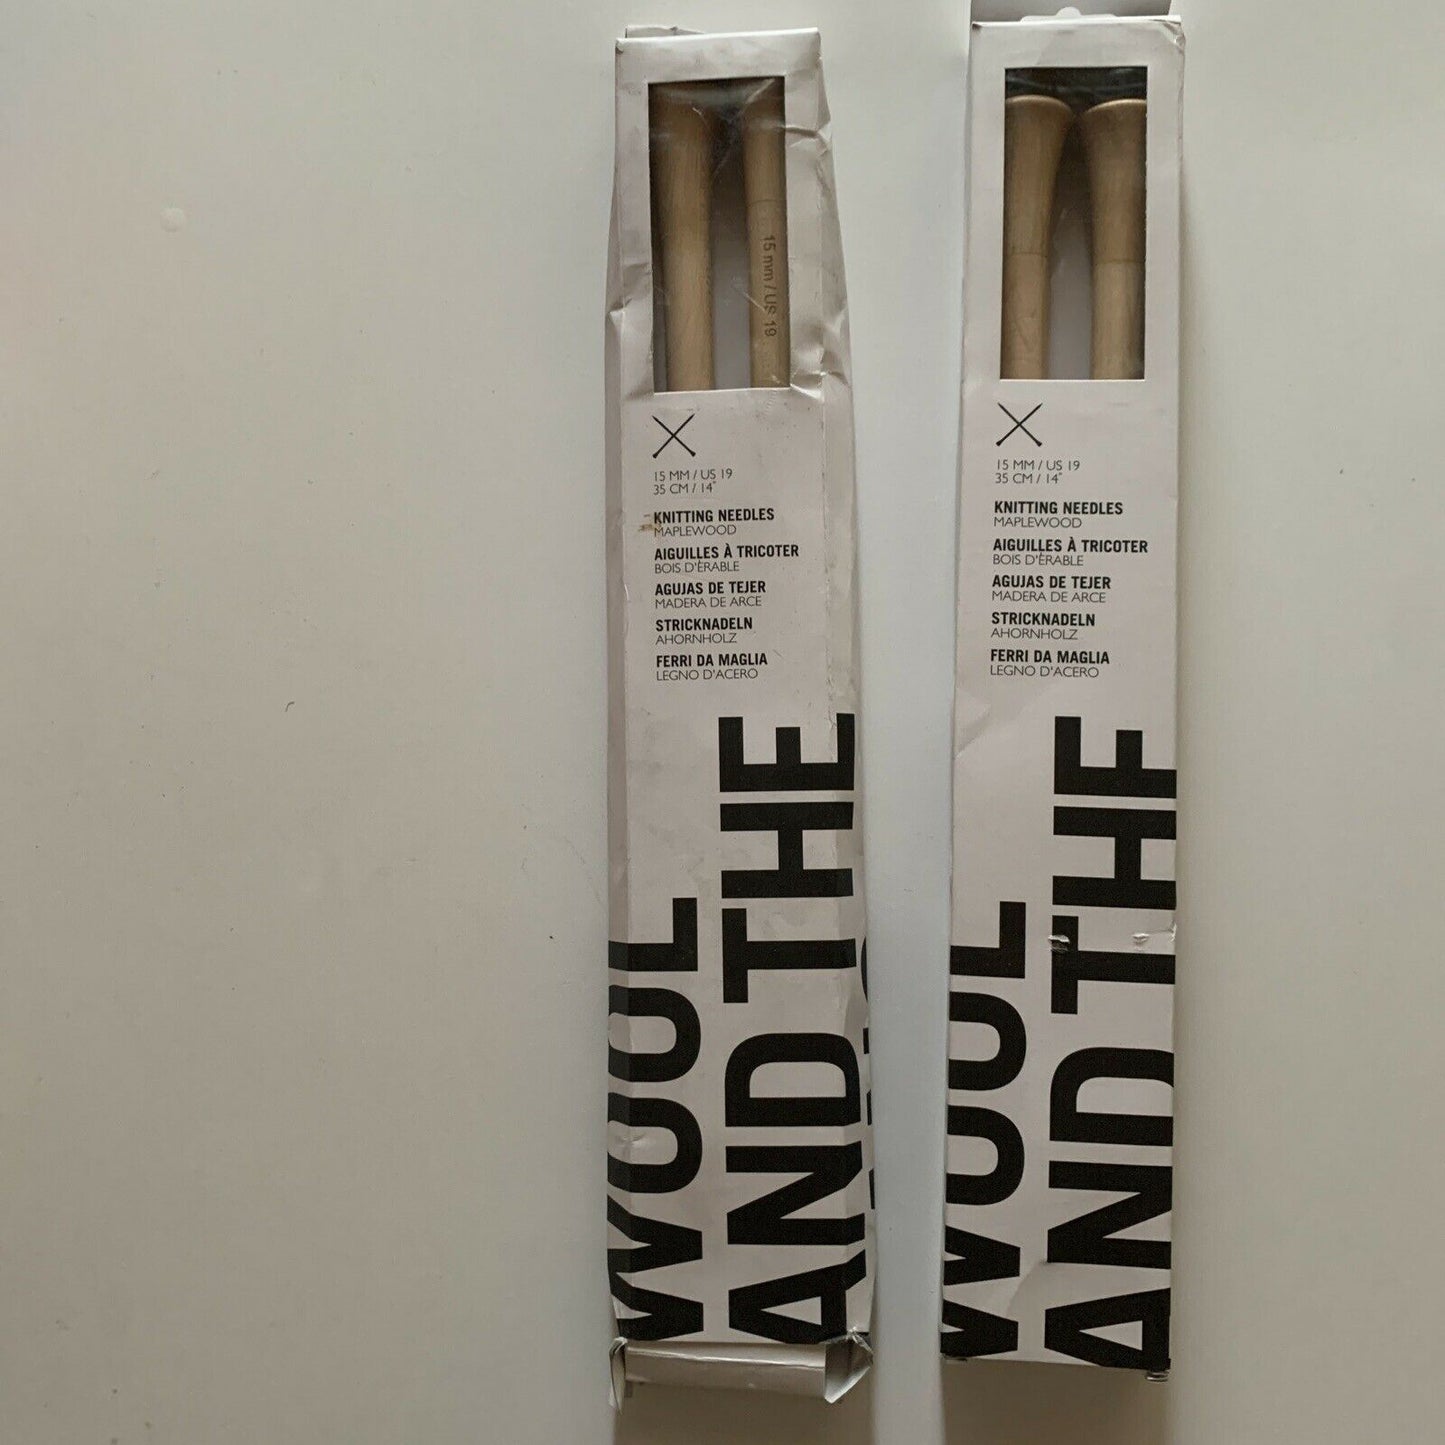 15 mm / US 19
15 MM / US 19
35 CM / 14"
KNITTING NEEDLES
MAPLEWOOD
AIGUILLES À TRICOTER
BOIS D'ÉRABLE
AGUJAS DE TEJER
MADERA DE ARCE
STRICKNADELN
AHORNHOLZ
FERRI DA MAGLIA
LEGNO D'ACERO
WOOL
AND THE
15 MM / US 19
35 CM / 14"
KNITTING NEEDLES
MAPLEWOOD
AIGUILLES À TRICOTER
BOIS D'ÉRABLE
AGUJAS DE TEJER
MADERA DE ARCE
STRICKNADELN
AHORNHOLZ
FERRI DA MAGLIA
LEGNO D'ACERO
WOOL
AND THE